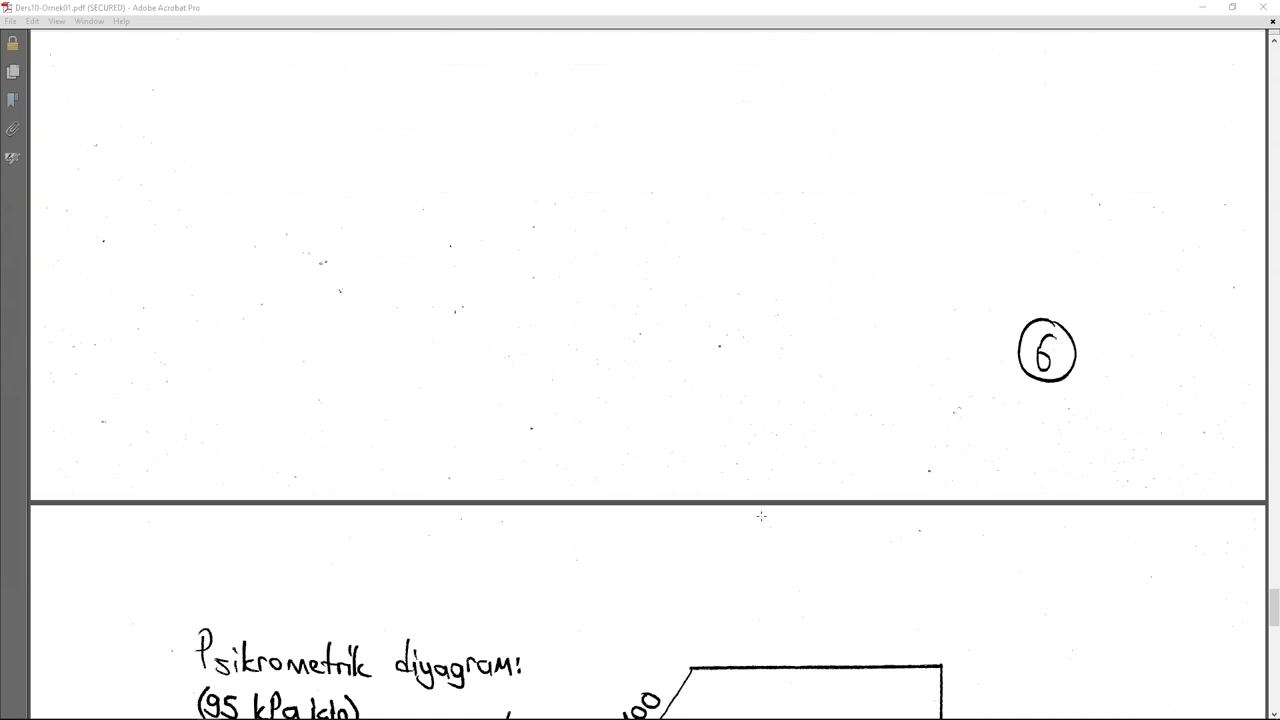 Ders10-Ornek01.pdf (SECURED) - Adobe Acrobat Pro
File Edit View Window Help
6
Psikrometrik diyagram:
(95 kPa için)
100